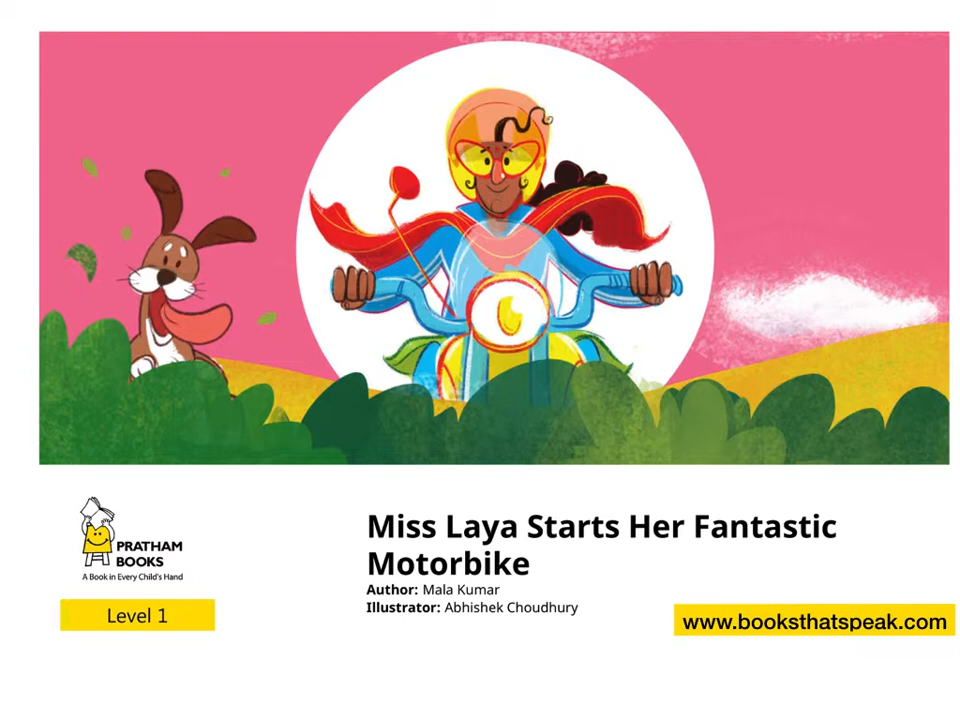 PRATHAM
BOOKS
A Book in Every Child's Hand
Level 1
Miss Laya Starts Her Fantastic
Motorbike
Author: Mala Kumar
Illustrator: Abhishek Choudhury
www.booksthatspeak.com